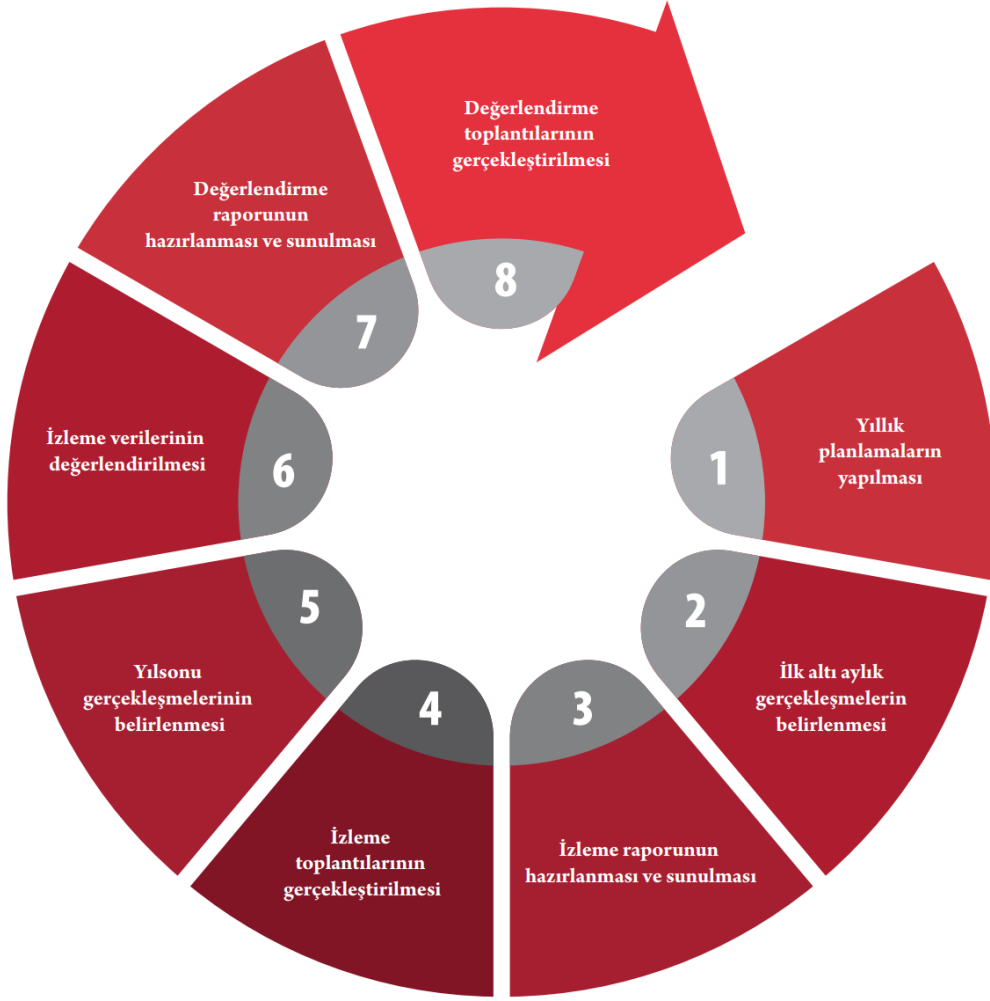 1
Yıllık
planlamaların
yapılması
2
İlk altı aylık
gerçekleşmelerin
belirlenmesi
3
İzleme raporunun
hazırlanması ve sunulması
4
İzleme
toplantılarının
gerçekleştirilmesi
5
Yılsonu
gerçekleşmelerinin
belirlenmesi
6
İzleme verilerinin
değerlendirilmesi
7
Değerlendirme
raporunun
hazırlanması ve sunulması
8
Değerlendirme
toplantılarının
gerçekleştirilmesi